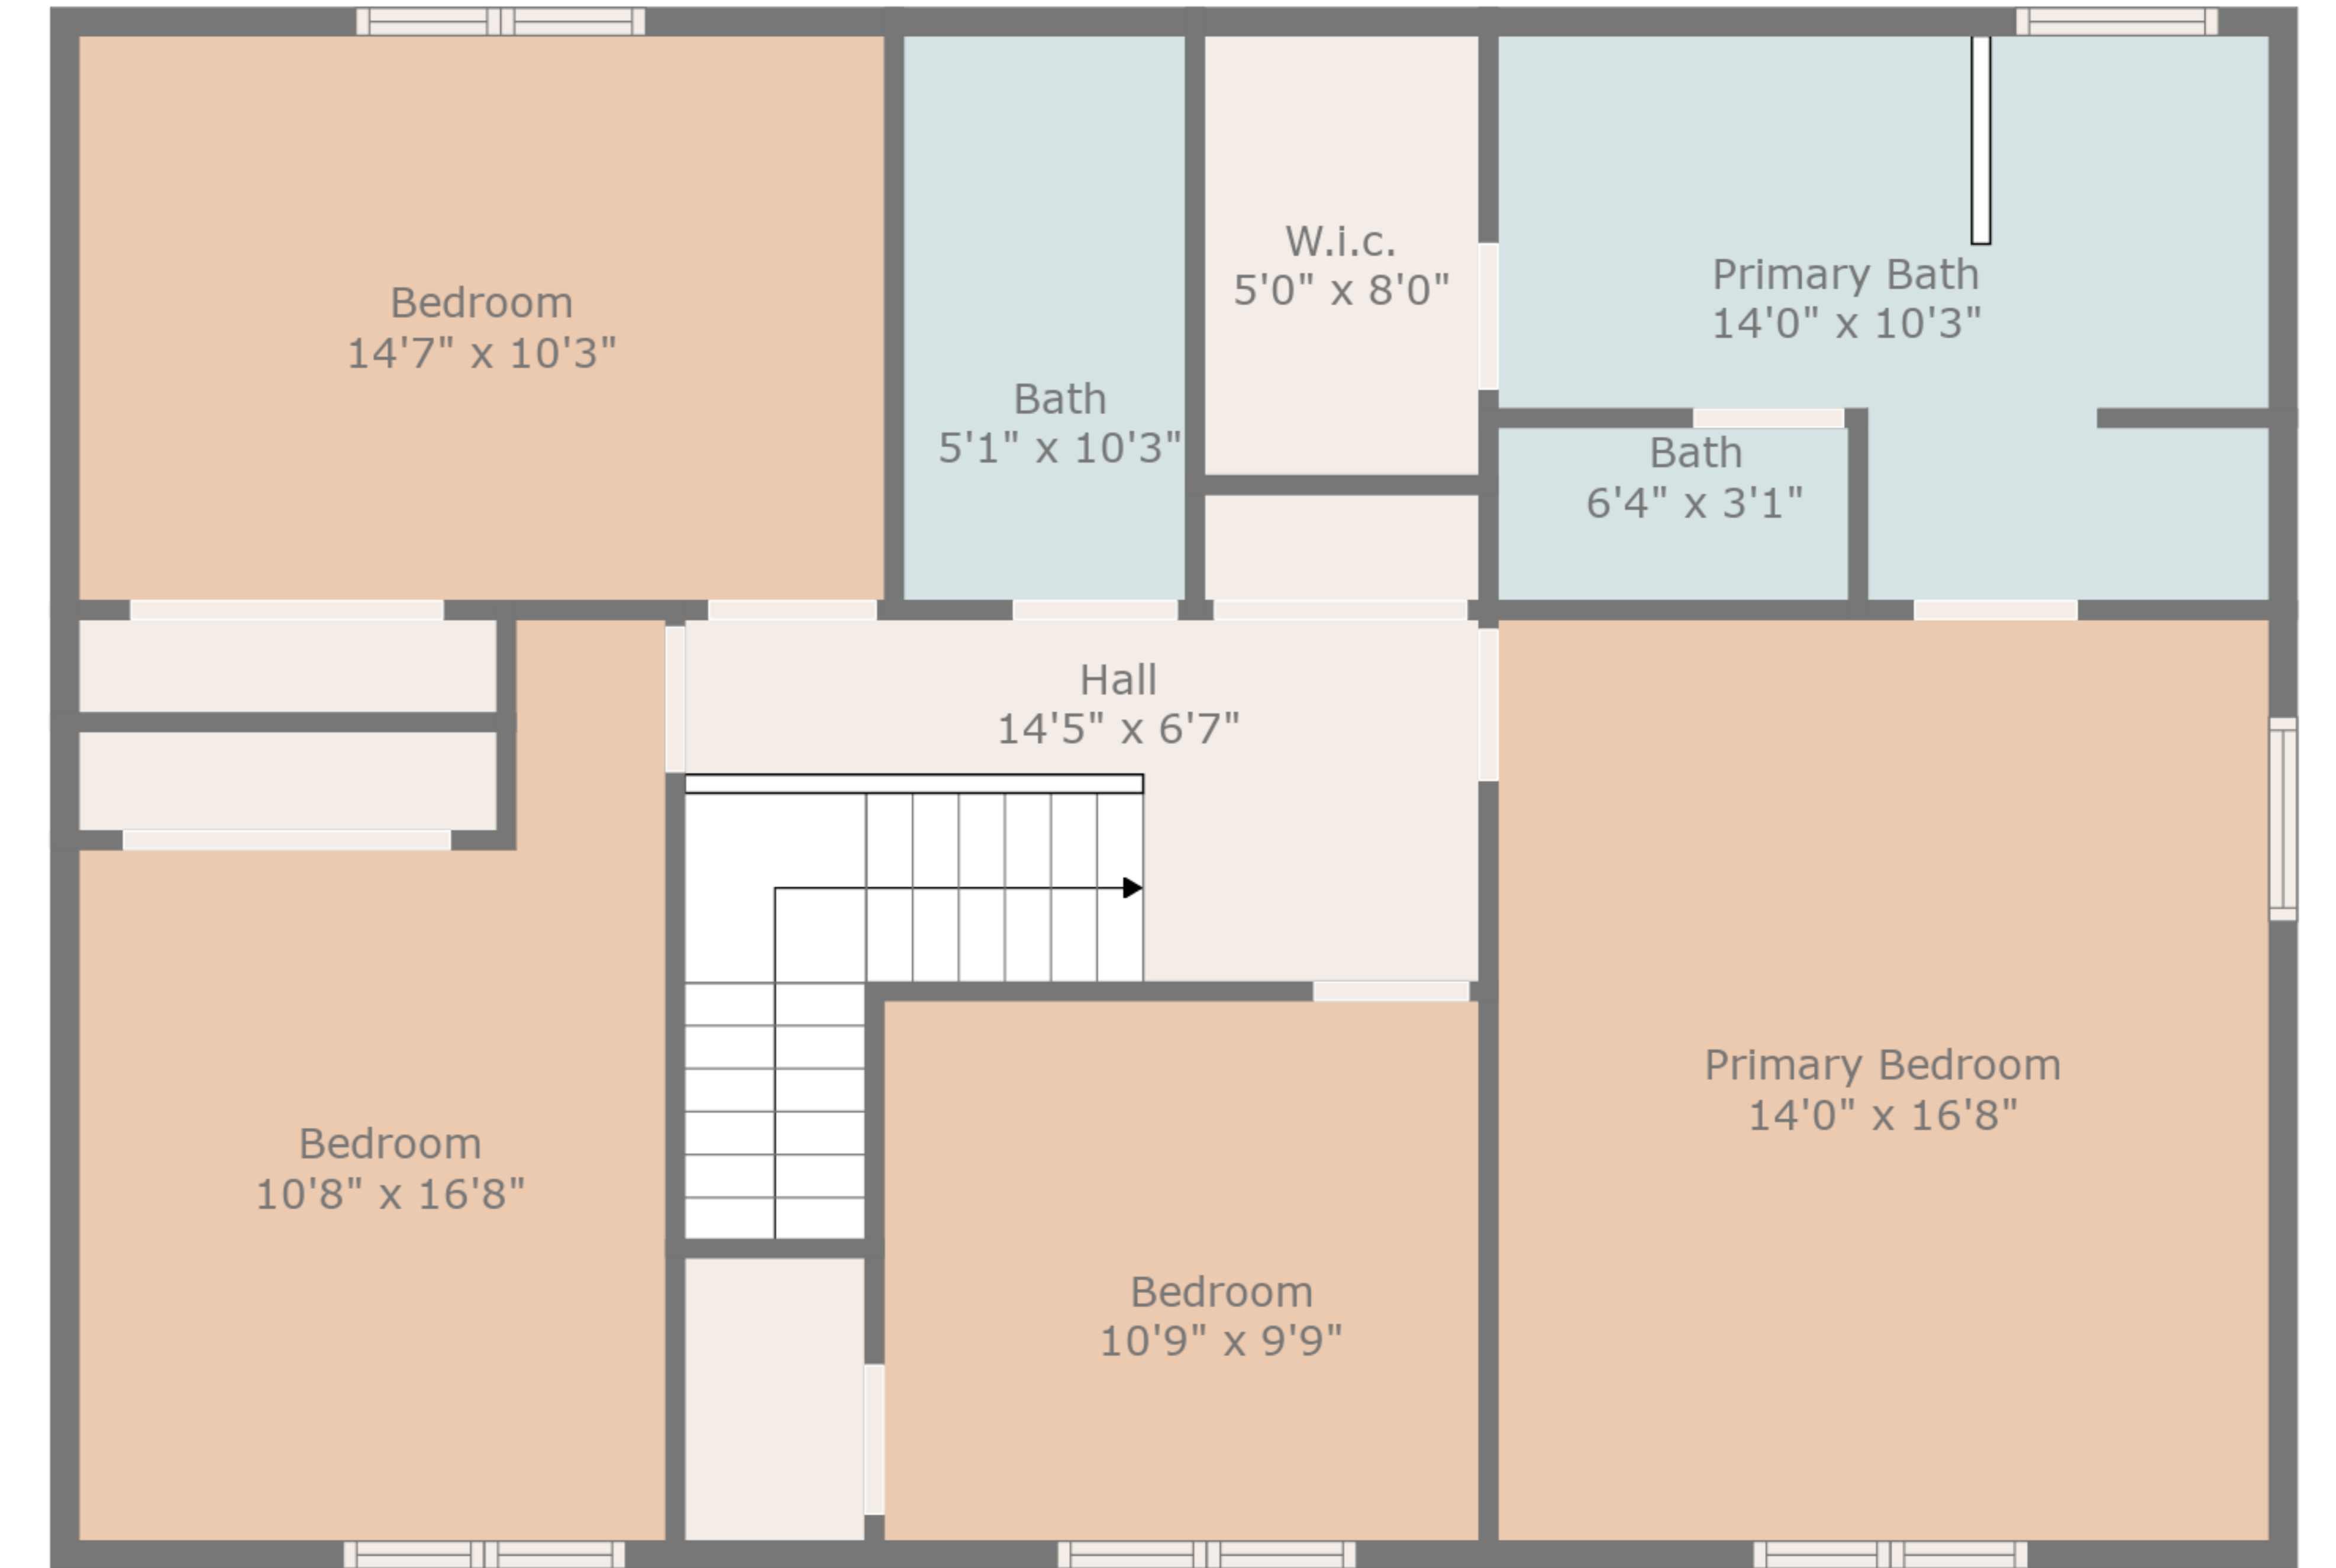 Bedroom
14'7" x 10'3"
Bath
5'1" x 10'3"
W.i.c.
5'0" x 8'0"
Primary Bath
14'0" x 10'3"
Bath
6'4" x 3'1"
Hall
14'5" x 6'7"
Bedroom
10'8" x 16'8"
Bedroom
10'9" x 9'9"
Primary Bedroom
14'0" x 16'8"